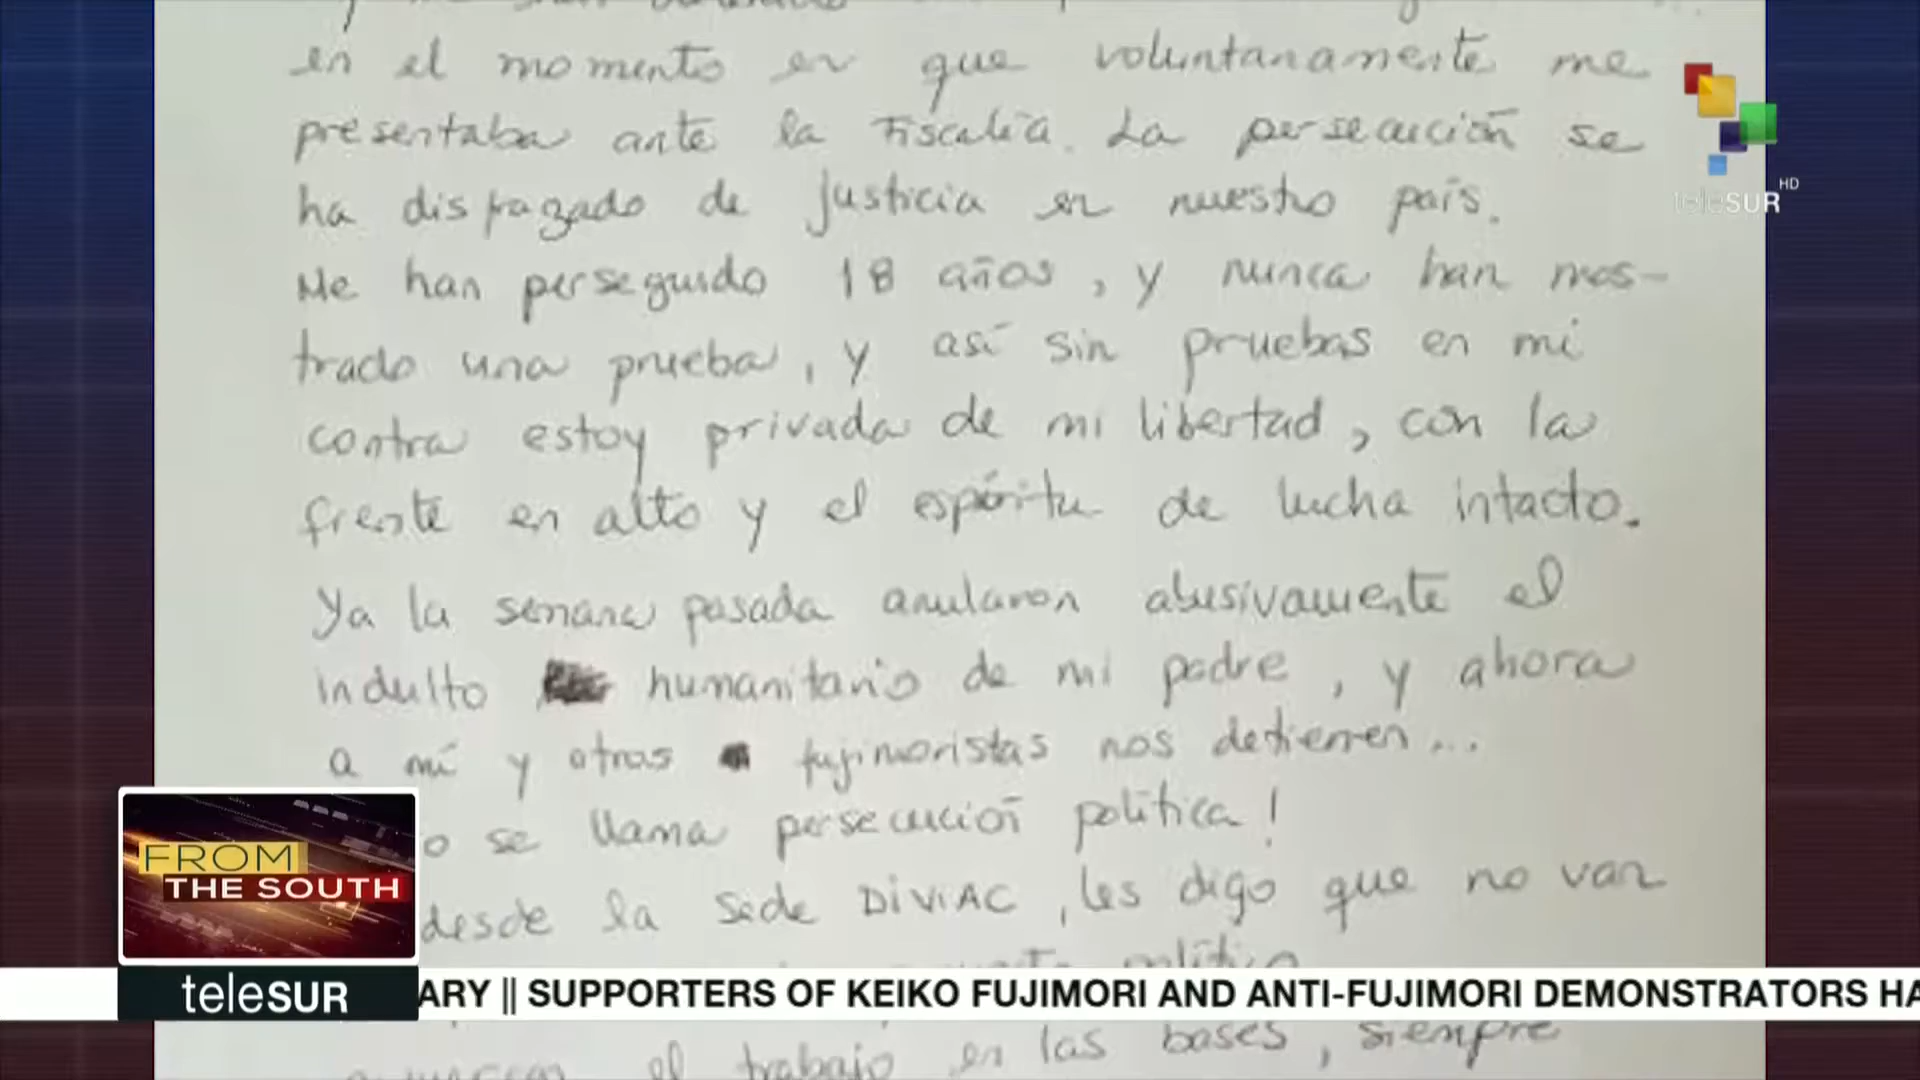 en el momento en que voluntariamente me
presentaba ante la Fiscalía. La persecución se
ha disfrazado de justicia en nuestro país.
Me han perseguido 18 años, y nunca han mos-
trado una prueba, y así sin pruebas en mi
contra estoy privada de mi libertad, con la
frente en alto y el espíritu de lucha intacto.
Ya la semana pasada anularon abusivamente el
indulto humanitario de mi padre, y ahora
a mí y otros fujimoristas nos detienen...
o se llama persecución política!
desde la sede DIVIAC, les digo que no van
político
el trabajo en las bases, siempre
teleSUR HD
FROM
THE SOUTH
teleSUR
ARY || SUPPORTERS OF KEIKO FUJIMORI AND ANTI-FUJIMORI DEMONSTRATORS HA